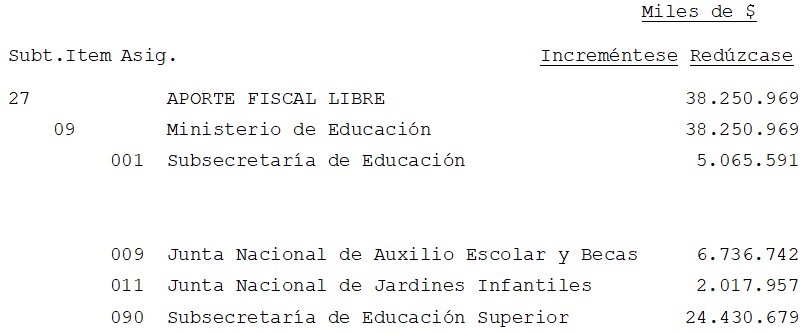 Miles de $
Subt.Item Asig. Increméntese Redúzcase
27 APORTE FISCAL LIBRE 38.250.969
09 Ministerio de Educación 38.250.969
001 Subsecretaría de Educación 5.065.591
009 Junta Nacional de Auxilio Escolar y Becas 6.736.742
011 Junta Nacional de Jardines Infantiles 2.017.957
090 Subsecretaría de Educación Superior 24.430.679